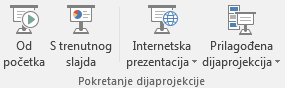 Od početka
S trenutnog slajda
Internetska prezentacija
Prilagođena dijaprojekcija
Pokretanje dijaprojekcije